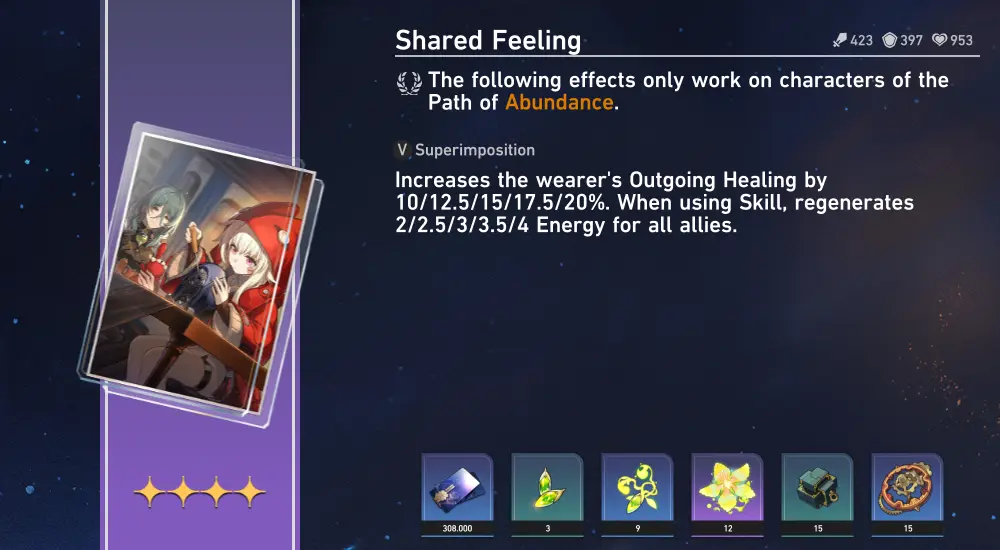 Shared Feeling
423 397 953
The following effects only work on characters of the
Path of Abundance.
V Superimposition
Increases the wearer's Outgoing Healing by
10/12.5/15/17.5/20%. When using Skill, regenerates
2/2.5/3/3.5/4 Energy for all allies.
308.000 3 9 12 15 15